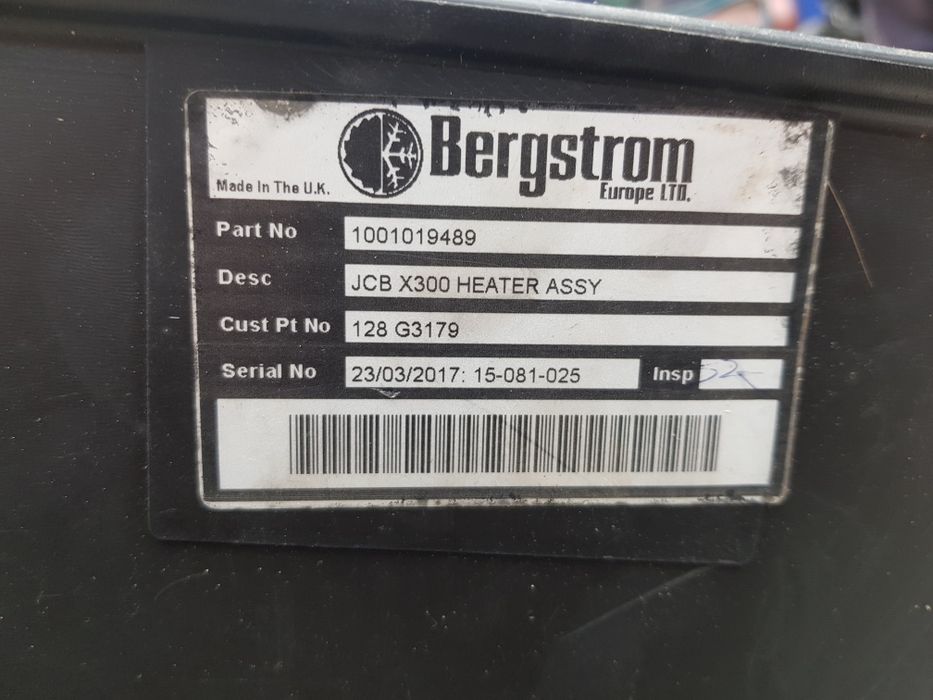 Bergstrom
Europe LTD.
Made In The U.K.
Part No 1001019489
Desc JCB X300 HEATER ASSY
Cust Pt No 128 G3179
Serial No 23/03/2017: 15-081-025 Insp